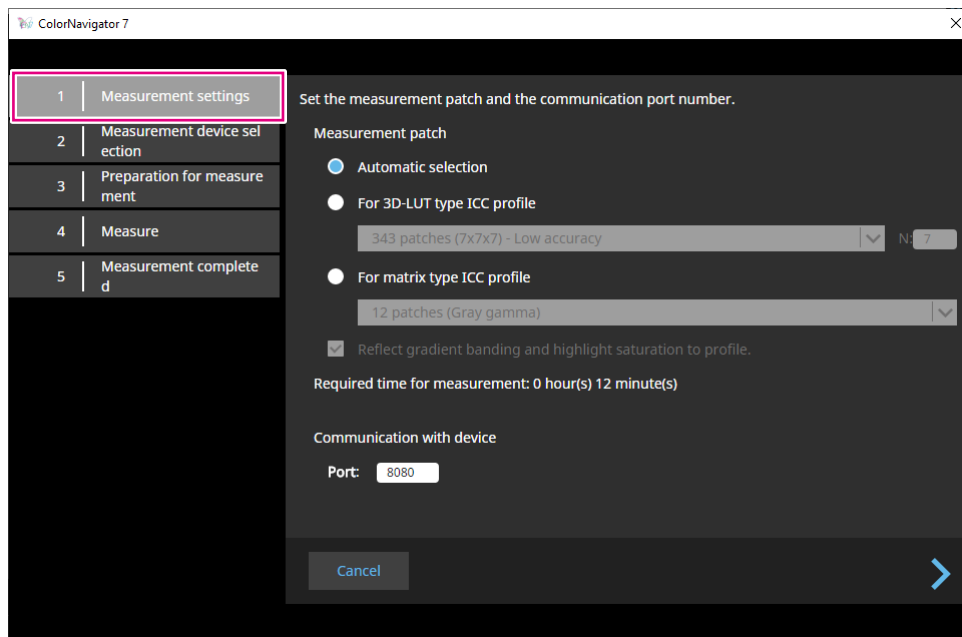 ColorNavigator 7
1 Measurement settings
2 Measurement device sel
ection
3 Preparation for measure
ment
4 Measure
5 Measurement complete
d
Set the measurement patch and the communication port number.
Measurement patch
Automatic selection
For 3D-LUT type ICC profile
343 patches (7x7x7) - Low accuracy N: 7
For matrix type ICC profile
12 patches (Gray gamma)
Reflect gradient banding and highlight saturation to profile.
Required time for measurement: 0 hour(s) 12 minute(s)
Communication with device
Port: 8080
Cancel